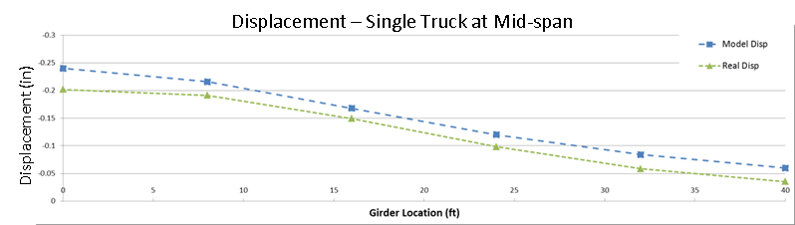 Displacement – Single Truck at Mid-span
-0.3
-0.25
-0.2
-0.15
-0.1
-0.05
0
Displacement (in)
Model Disp
Real Disp
0 5 10 15 20 25 30 35 40
Girder Location (ft)